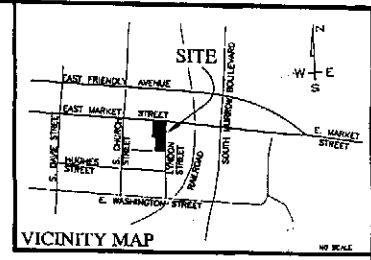 SITE
N
W E
S
EAST FRIENDLY AVENUE
EAST MARKET STREET
E. MARKET
STREET
S. DAVIE STREET
HUGHES
STREET
S. CHURCH
STREET
LYNDON
STREET
RAILROAD
SOUTH MURROW BOULEVARD
E. WASHINGTON STREET
VICINITY MAP
NO SCALE